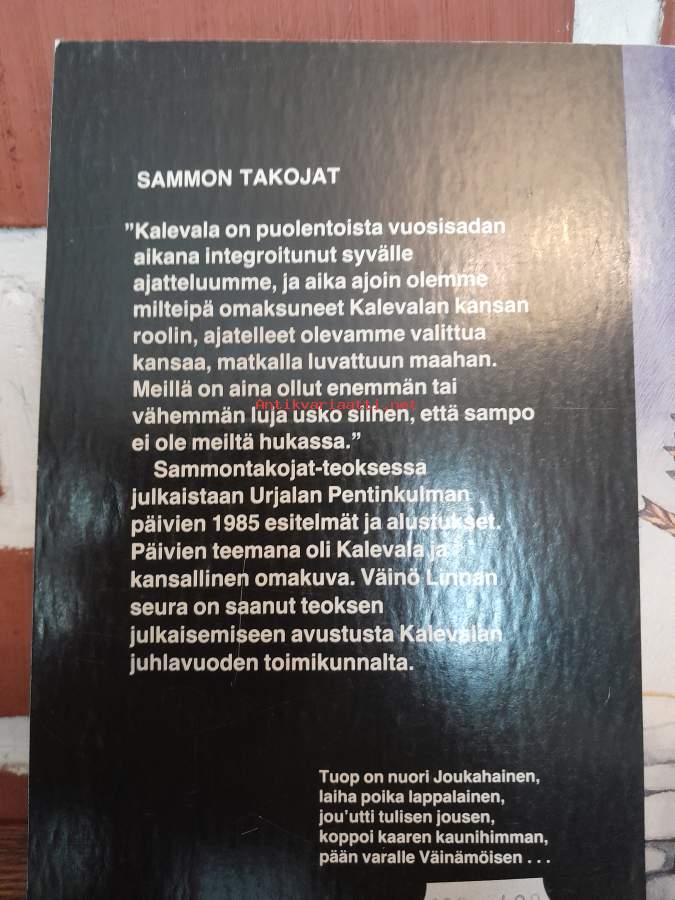 SAMMON TAKOJAT
”Kalevala on puolentoista vuosisadan
aikana integroitunut syvälle
ajatteluumme, ja aika ajoin olemme
milteipä omaksuneet Kalevalan kansan
roolin, ajatelleet olevamme valittua
kansaa, matkalla luvattuun maahan.
Meillä on aina ollut enemmän tai
Antikvariaatti.net
vähemmän luja usko siihen, että sampo
ei ole meiltä hukassa.”
Sammontakojat-teoksessa
julkaistaan Urjalan Pentinkulman
päivien 1985 esitelmät ja alustukset.
Päivien teemana oli Kalevala ja
kansallinen omakuva. Väinö Linnan
seura on saanut teoksen
julkaisemiseen avustusta Kalevalan
juhlavuoden toimikunnalta.
Tuop on nuori Joukahainen,
laiha poika lappalainen,
jou'utti tulisen jousen,
koppoi kaaren kaunihimman,
pään varalle Väinämöisen . . .